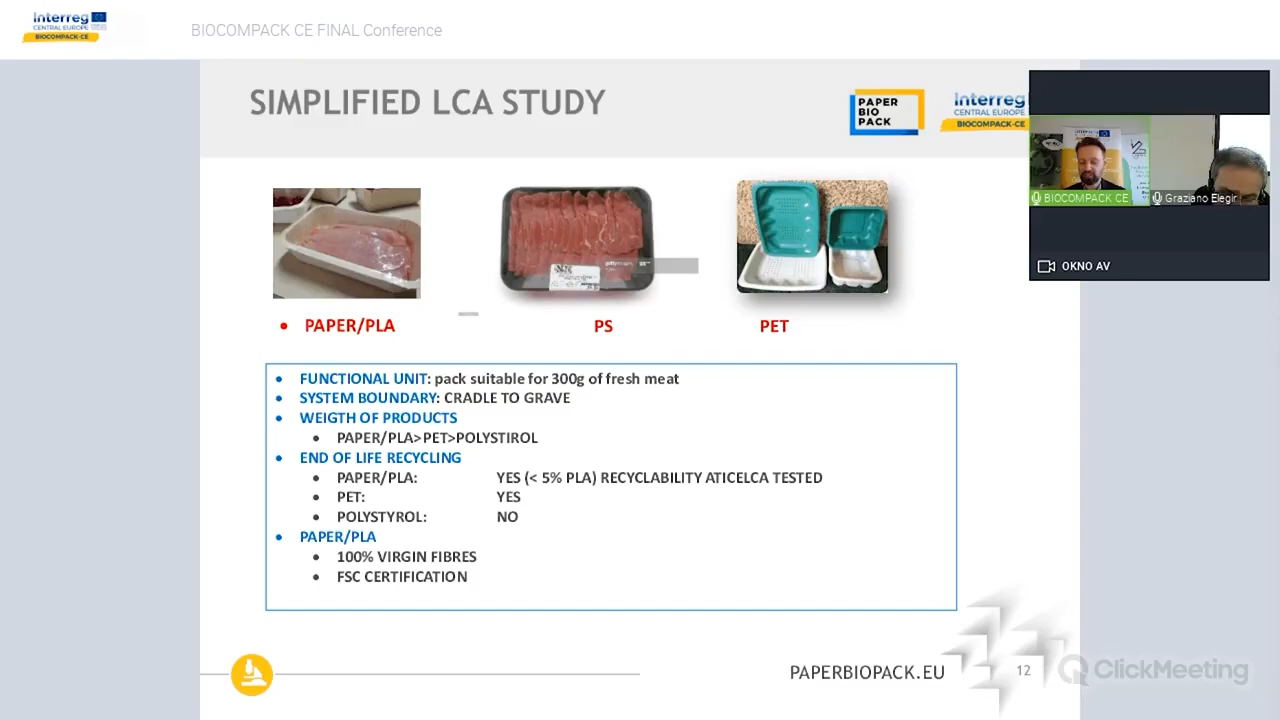 Interreg
CENTRAL EUROPE
BIOCOMPACK-CE
BIOCOMPACK CE FINAL Conference
SIMPLIFIED LCA STUDY
PAPER
BIO
PACK
Interreg
CENTRAL EUROPE
BIOCOMPACK-CE
BIOCOMPACK CE
Graziano Elegir
OKNO AV
• PAPER/PLA
PS
PET
• FUNCTIONAL UNIT: pack suitable for 300g of fresh meat
• SYSTEM BOUNDARY: CRADLE TO GRAVE
• WEIGTH OF PRODUCTS
• PAPER/PLA>PET>POLYSTIROL
• END OF LIFE RECYCLING
• PAPER/PLA: YES (< 5% PLA) RECYCLABILITY ATICELCA TESTED
• PET: YES
• POLYSTYROL: NO
• PAPER/PLA
• 100% VIRGIN FIBRES
• FSC CERTIFICATION
PAPERBIOPACK.EU
12
ClickMeeting